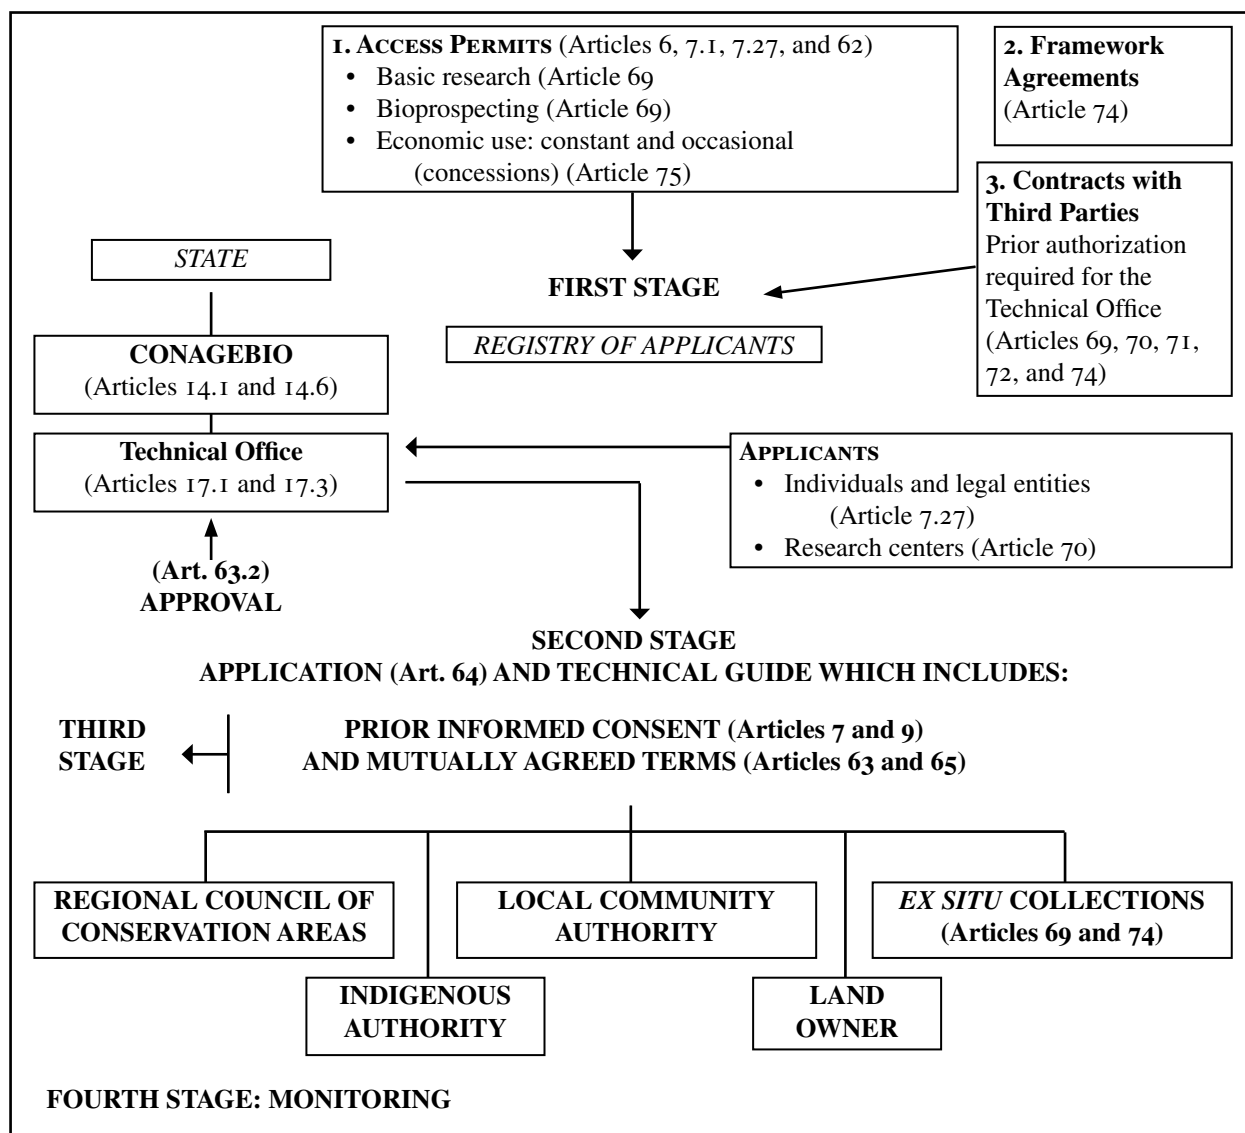 1. Access Permits (Articles 6, 7.1, 7.27, and 62)
• Basic research (Article 69
• Bioprospecting (Article 69)
• Economic use: constant and occasional
(concessions) (Article 75)
2. Framework
Agreements
(Article 74)
3. Contracts with
Third Parties
Prior authorization
required for the
Technical Office
(Articles 69, 70, 71,
72, and 74)
STATE
FIRST STAGE
REGISTRY OF APPLICANTS
CONAGEBIO
(Articles 14.1 and 14.6)
Technical Office
(Articles 17.1 and 17.3)
Applicants
• Individuals and legal entities
(Article 7.27)
• Research centers (Article 70)
(Art. 63.2)
APPROVAL
SECOND STAGE
APPLICATION (Art. 64) AND TECHNICAL GUIDE WHICH INCLUDES:
THIRD
STAGE
PRIOR INFORMED CONSENT (Articles 7 and 9)
AND MUTUALLY AGREED TERMS (Articles 63 and 65)
REGIONAL COUNCIL OF
CONSERVATION AREAS
LOCAL COMMUNITY
AUTHORITY
EX SITU COLLECTIONS
(Articles 69 and 74)
INDIGENOUS
AUTHORITY
LAND
OWNER
FOURTH STAGE: MONITORING